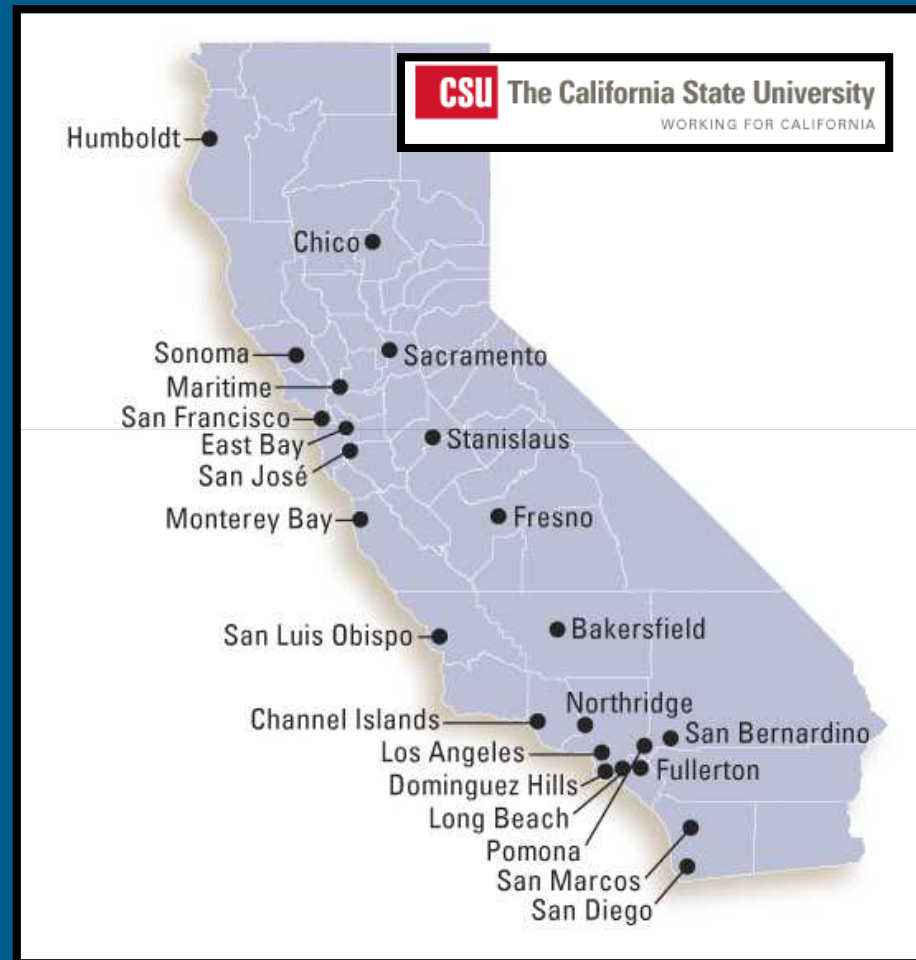 CSU The California State University
WORKING FOR CALIFORNIA
Humboldt
Chico
Sonoma
Sacramento
Maritime
San Francisco
East Bay
Stanislaus
San José
Monterey Bay
Fresno
San Luis Obispo
Bakersfield
Northridge
Channel Islands
San Bernardino
Los Angeles
Fullerton
Dominguez Hills
Long Beach
Pomona
San Marcos
San Diego